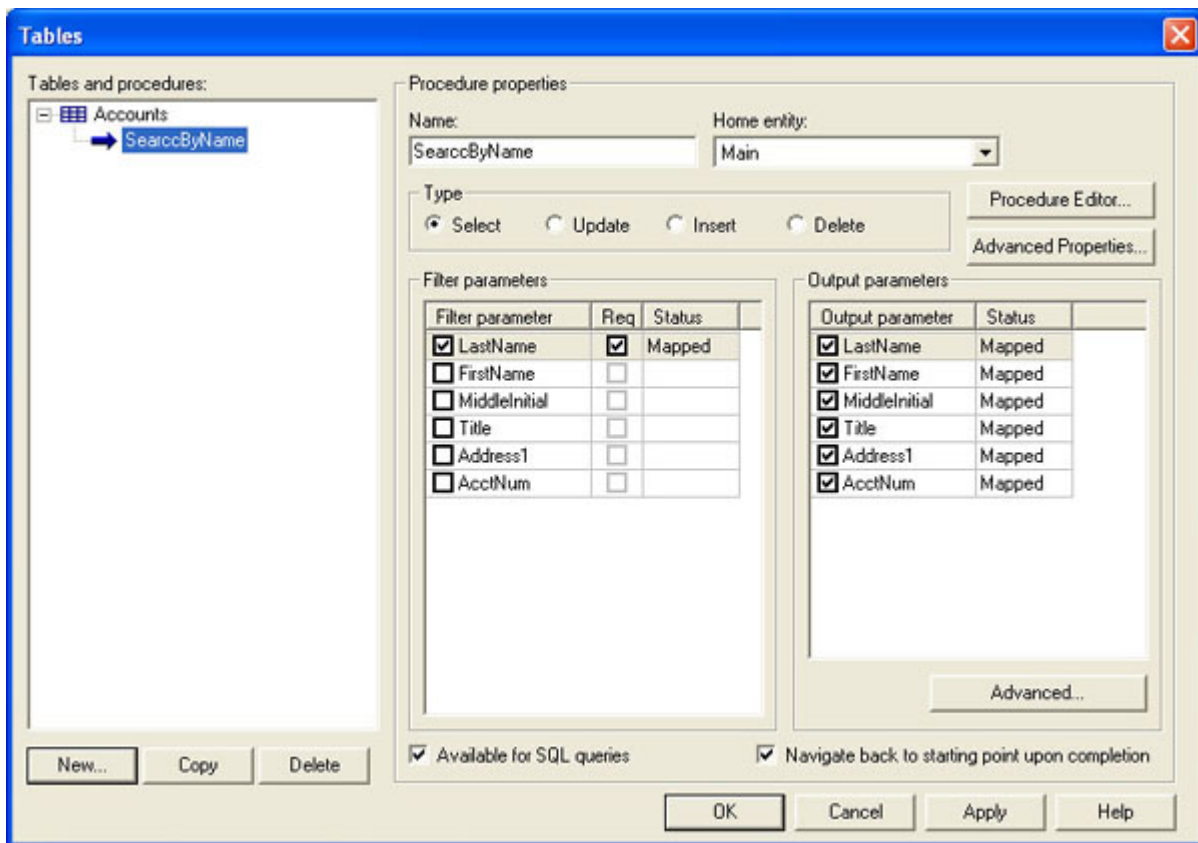 Tables
Tables and procedures:
Accounts
SearccByName
New...
Copy
Delete
Procedure properties
Name:
SearccByName
Home entity:
Main
Type
Select
Update
Insert
Delete
Procedure Editor...
Advanced Properties...
Filter parameters
Filter parameter Req Status
LastName Mapped
FirstName
MiddleInitial
Title
Address1
AcctNum
Output parameters
Output parameter Status
LastName Mapped
FirstName Mapped
MiddleInitial Mapped
Title Mapped
Address1 Mapped
AcctNum Mapped
Advanced...
Available for SQL queries
Navigate back to starting point upon completion
OK
Cancel
Apply
Help